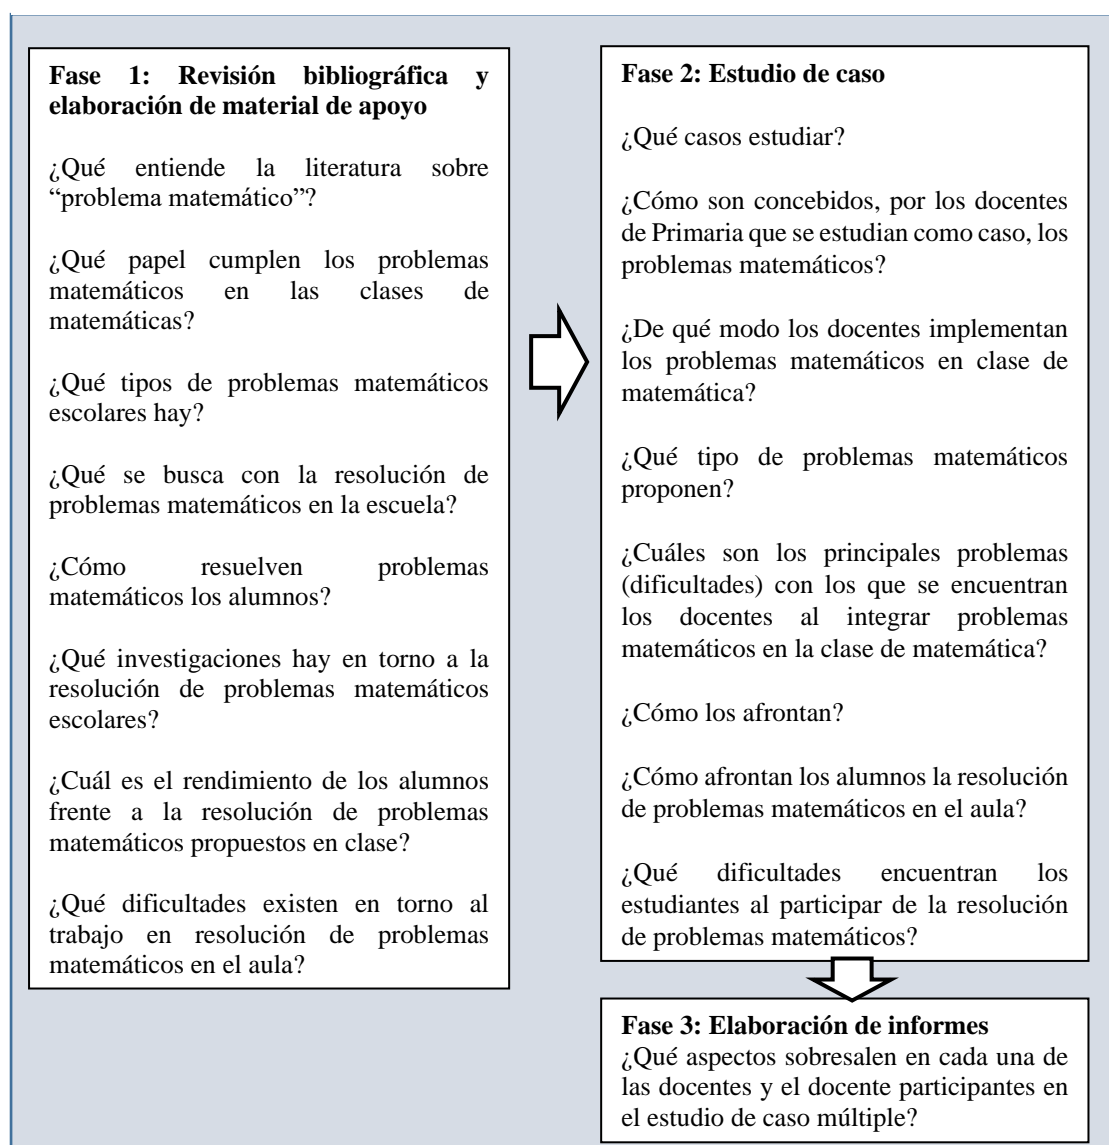 Fase 1: Revisión bibliográfica y
elaboración de material de apoyo
¿Qué entiende la literatura sobre
“problema matemático”?
¿Qué papel cumplen los problemas
matemáticos en las clases de
matemáticas?
¿Qué tipos de problemas matemáticos
escolares hay?
¿Qué se busca con la resolución de
problemas matemáticos en la escuela?
¿Cómo resuelven problemas
matemáticos los alumnos?
¿Qué investigaciones hay en torno a la
resolución de problemas matemáticos
escolares?
¿Cuál es el rendimiento de los alumnos
frente a la resolución de problemas
matemáticos propuestos en clase?
¿Qué dificultades existen en torno al
trabajo en resolución de problemas
matemáticos en el aula?
Fase 2: Estudio de caso
¿Qué casos estudiar?
¿Cómo son concebidos, por los docentes
de Primaria que se estudian como caso, los
problemas matemáticos?
¿De qué modo los docentes implementan
los problemas matemáticos en clase de
matemática?
¿Qué tipo de problemas matemáticos
proponen?
¿Cuáles son los principales problemas
(dificultades) con los que se encuentran
los docentes al integrar problemas
matemáticos en la clase de matemática?
¿Cómo los afrontan?
¿Cómo afrontan los alumnos la resolución
de problemas matemáticos en el aula?
¿Qué dificultades encuentran los
estudiantes al participar de la resolución
de problemas matemáticos?
Fase 3: Elaboración de informes
¿Qué aspectos sobresalen en cada una de
las docentes y el docente participantes en
el estudio de caso múltiple?